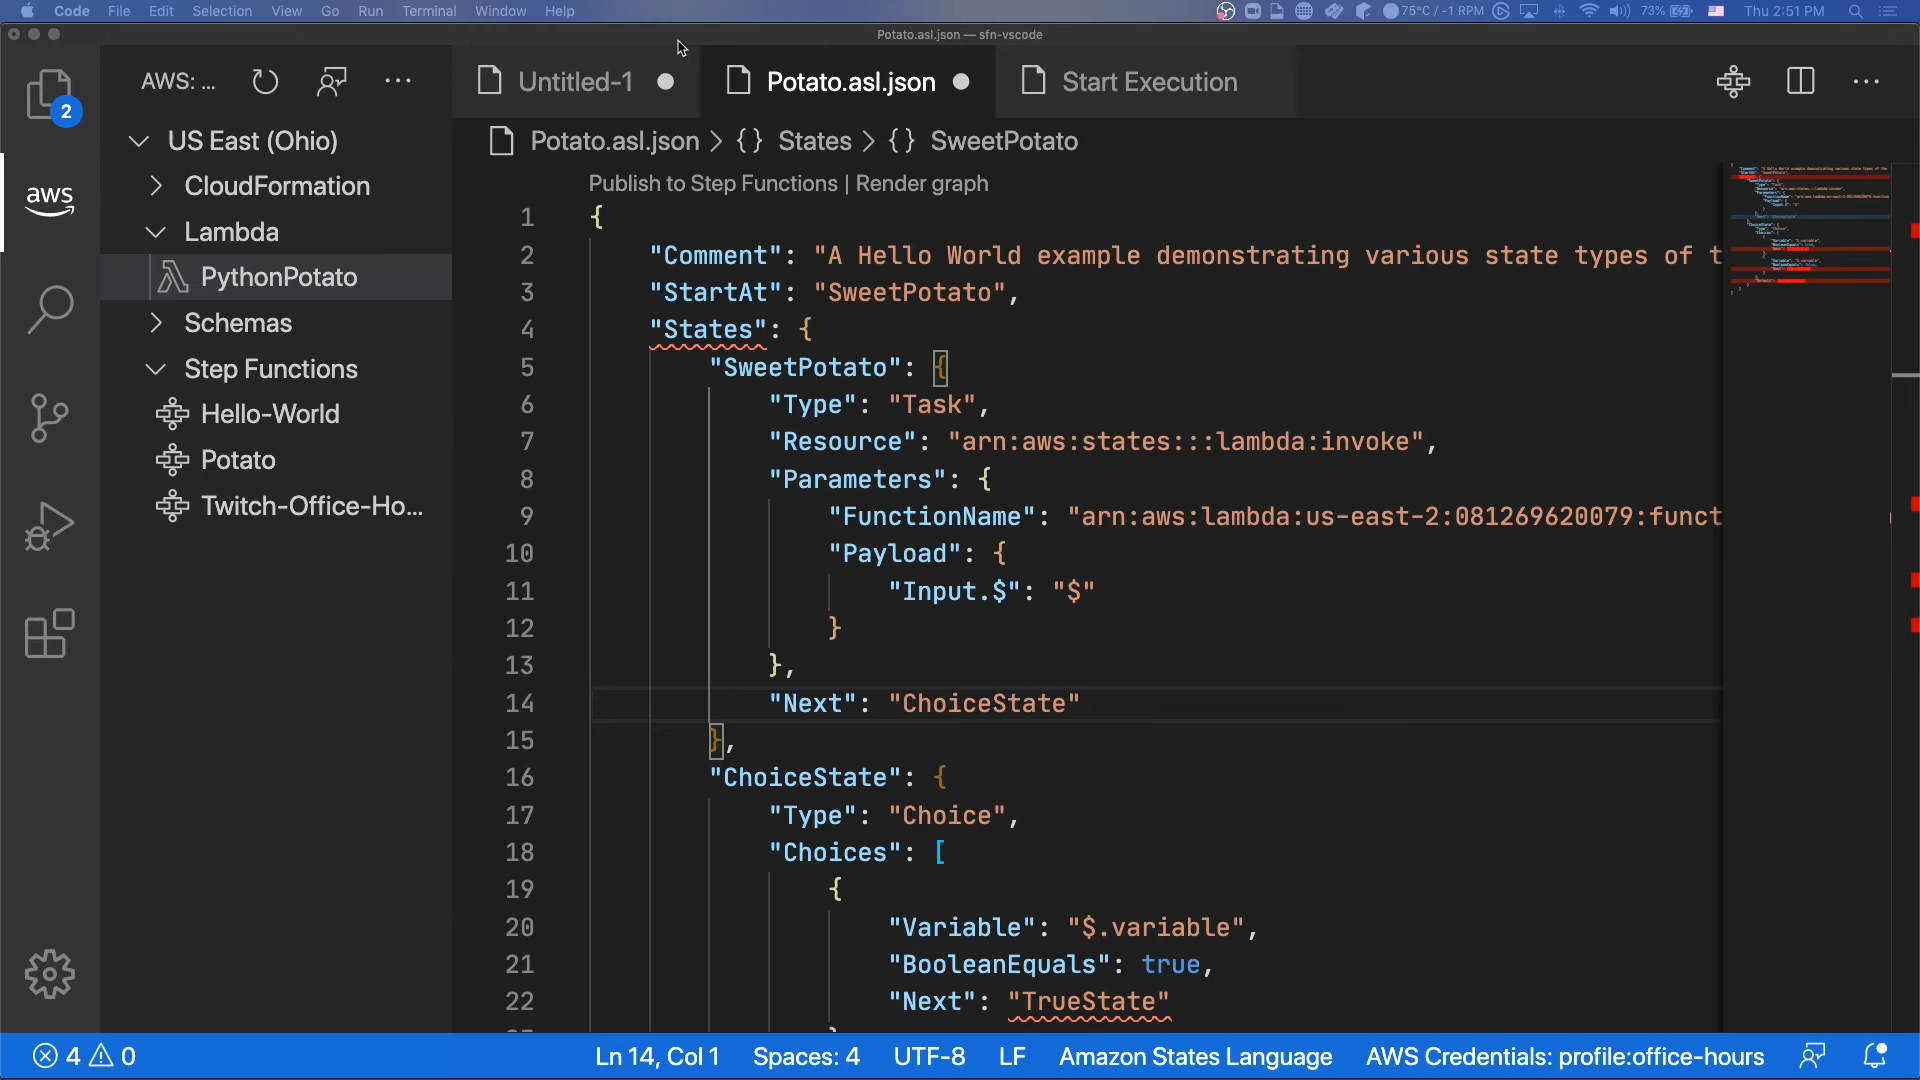 Code File Edit Selection View Go Run Terminal Window Help
75°C / -1 RPM 73% Thu 2:51 PM
Potato.asl.json — sfn-vscode
AWS: ...
Untitled-1
Potato.asl.json
Start Execution
2
aws
US East (Ohio)
CloudFormation
Lambda
PythonPotato
Schemas
Step Functions
Hello-World
Potato
Twitch-Office-Ho...
Potato.asl.json > {} States > {} SweetPotato
Publish to Step Functions | Render graph
1 {
2 "Comment": "A Hello World example demonstrating various state types of t
3 "StartAt": "SweetPotato",
4 "States": {
5 "SweetPotato": {
6 "Type": "Task",
7 "Resource": "arn:aws:states:::lambda:invoke",
8 "Parameters": {
9 "FunctionName": "arn:aws:lambda:us-east-2:081269620079:funct
10 "Payload": {
11 "Input.$": "$"
12 }
13 },
14 "Next": "ChoiceState"
15 },
16 "ChoiceState": {
17 "Type": "Choice",
18 "Choices": [
19 {
20 "Variable": "$.variable",
21 "BooleanEquals": true,
22 "Next": "TrueState"
4 0
Ln 14, Col 1 Spaces: 4 UTF-8 LF Amazon States Language AWS Credentials: profile:office-hours